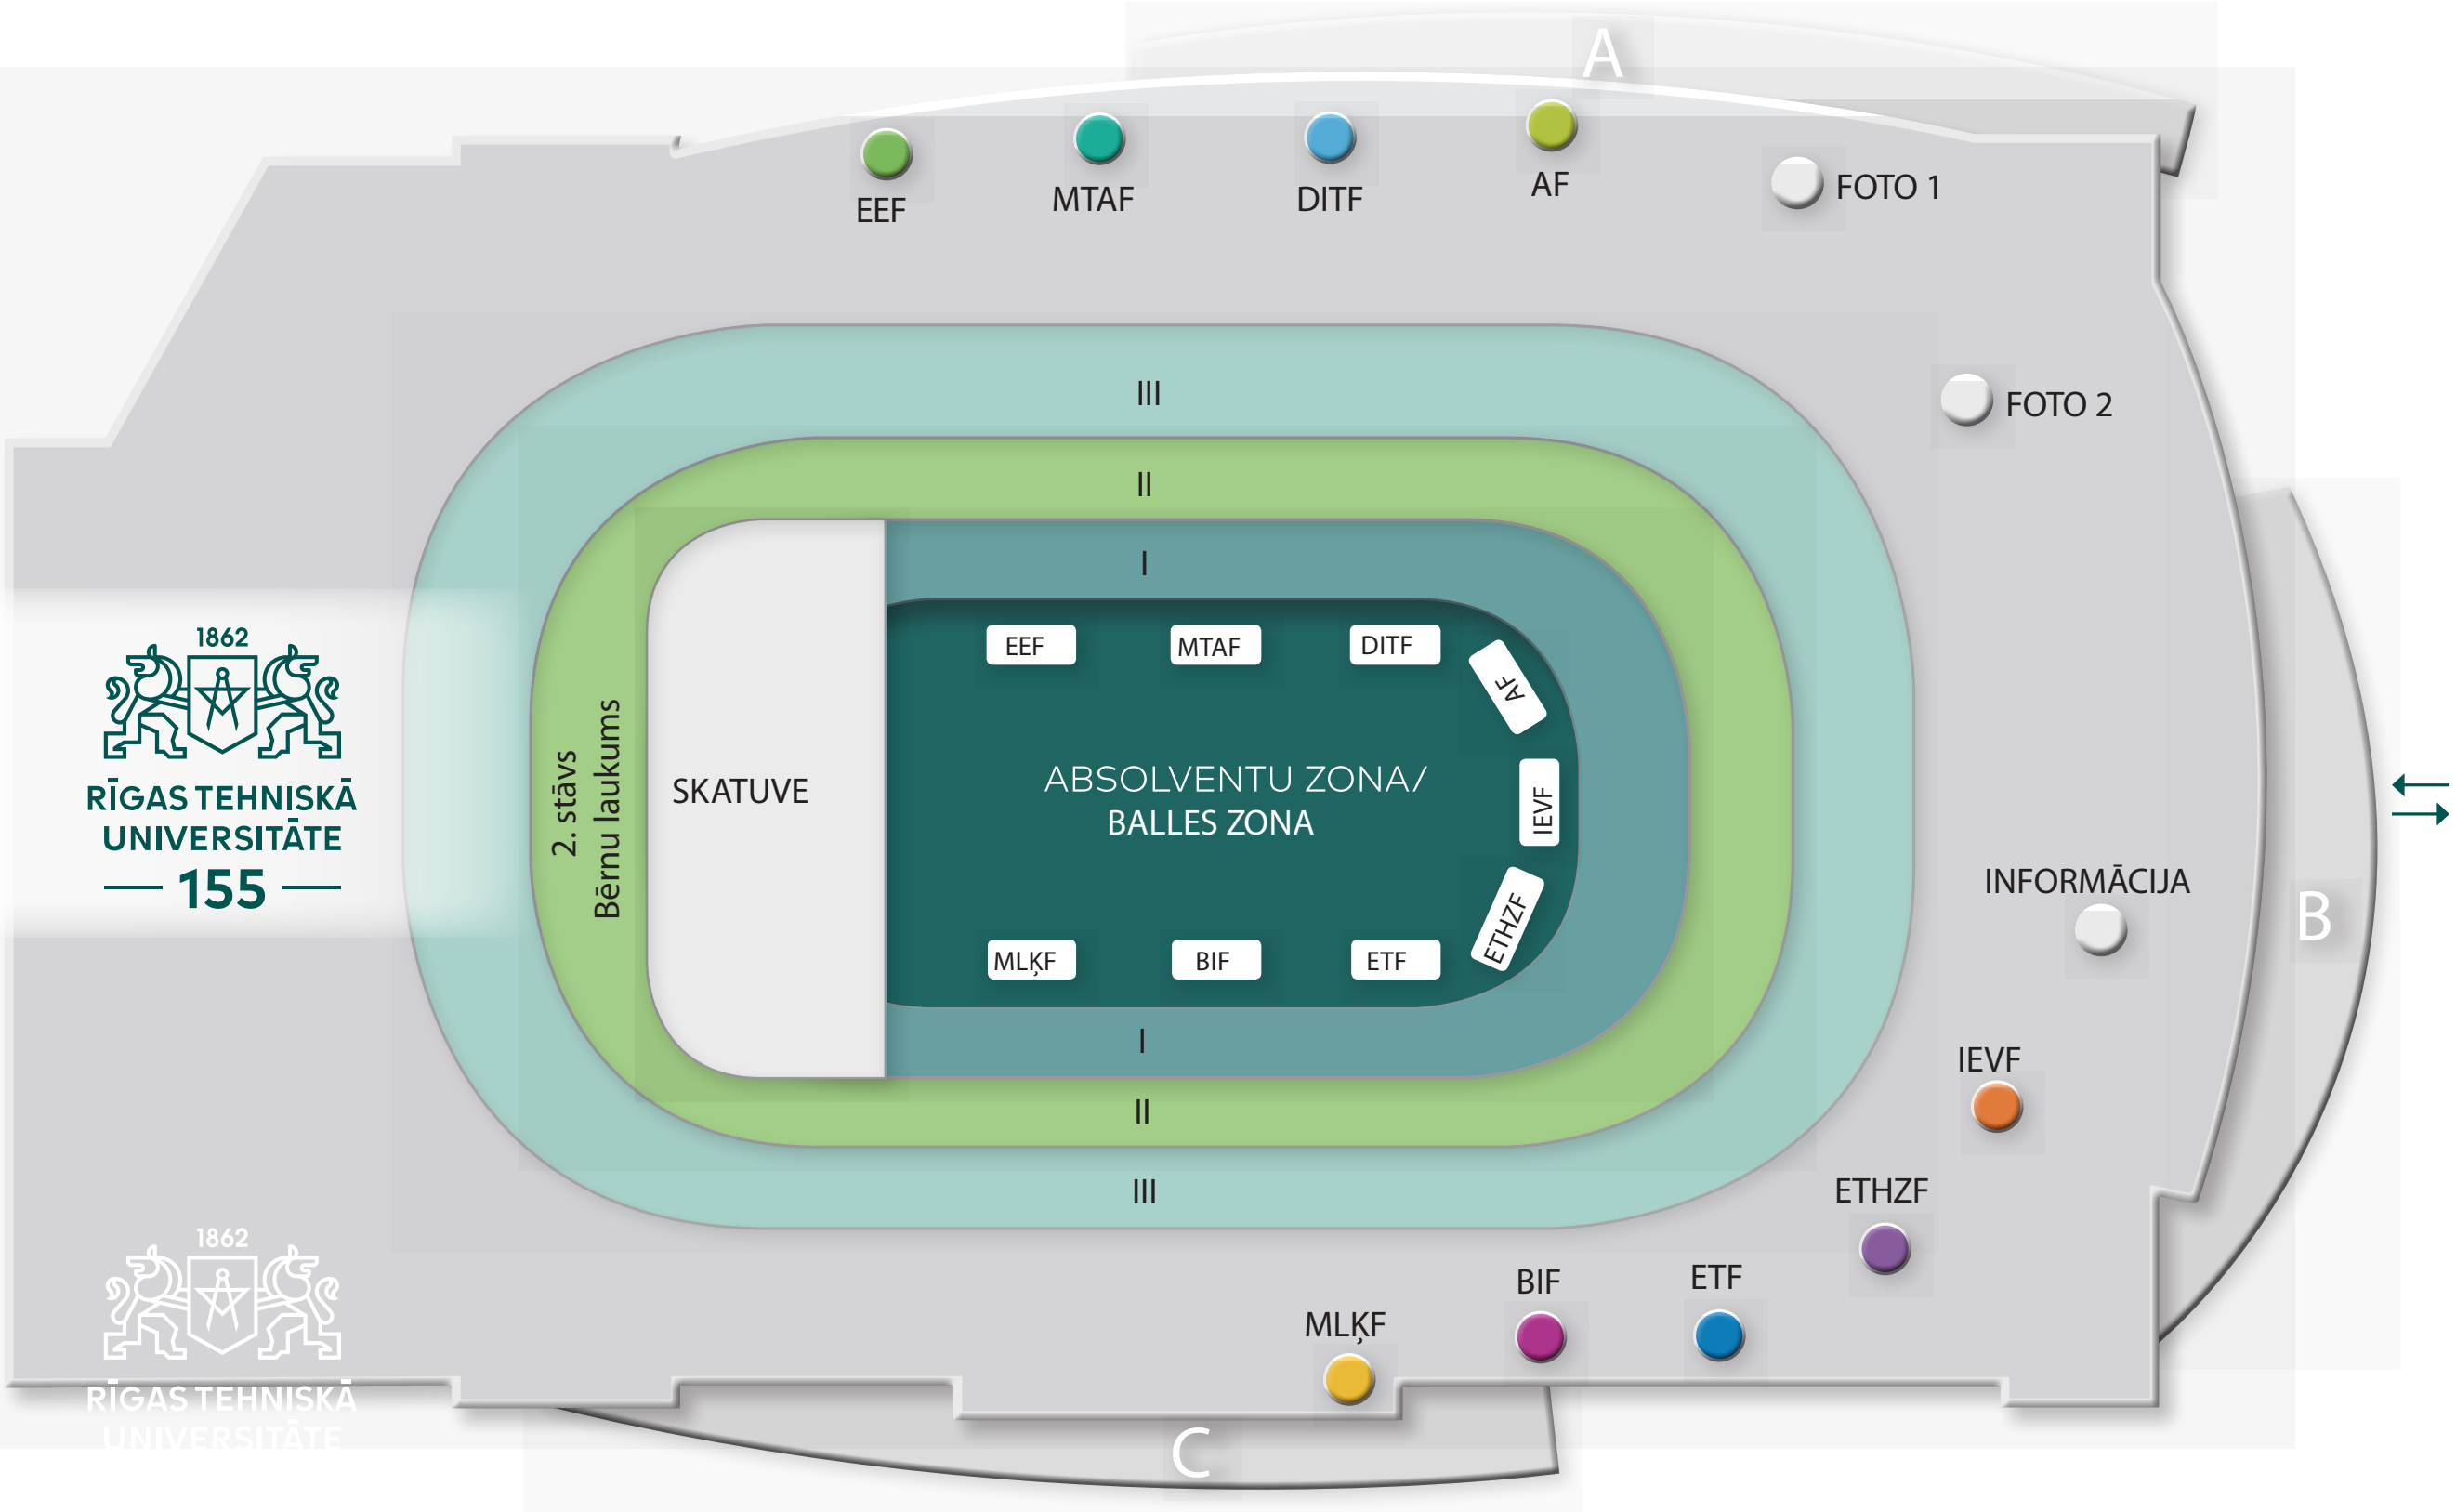 A
EEF
MTAF
DITF
AF
FOTO 1
FOTO 2
III
II
I
EEF
MTAF
DITF
AF
1862
RĪGAS TEHNISKĀ
UNIVERSITĀTE
155
2. stāvs
Bērnu laukums
SKATUVE
ABSOLVENTU ZONA/
BALLES ZONA
IEVF
ETHZF
MLĶF
BIF
ETF
INFORMĀCIJA
B
I
II
III
IEVF
ETHZF
ETF
BIF
MLĶF
1862
RĪGAS TEHNISKĀ
UNIVERSITĀTE
C